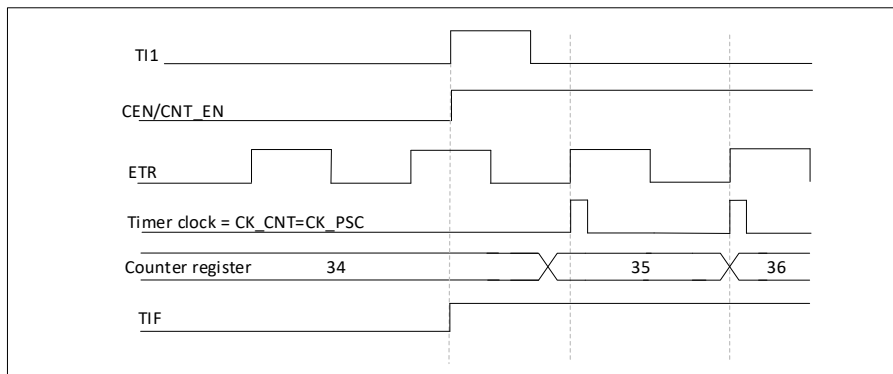 TI1
CEN/CNT_EN
ETR
Timer clock = CK_CNT=CK_PSC
Counter register 34 35 36
TIF